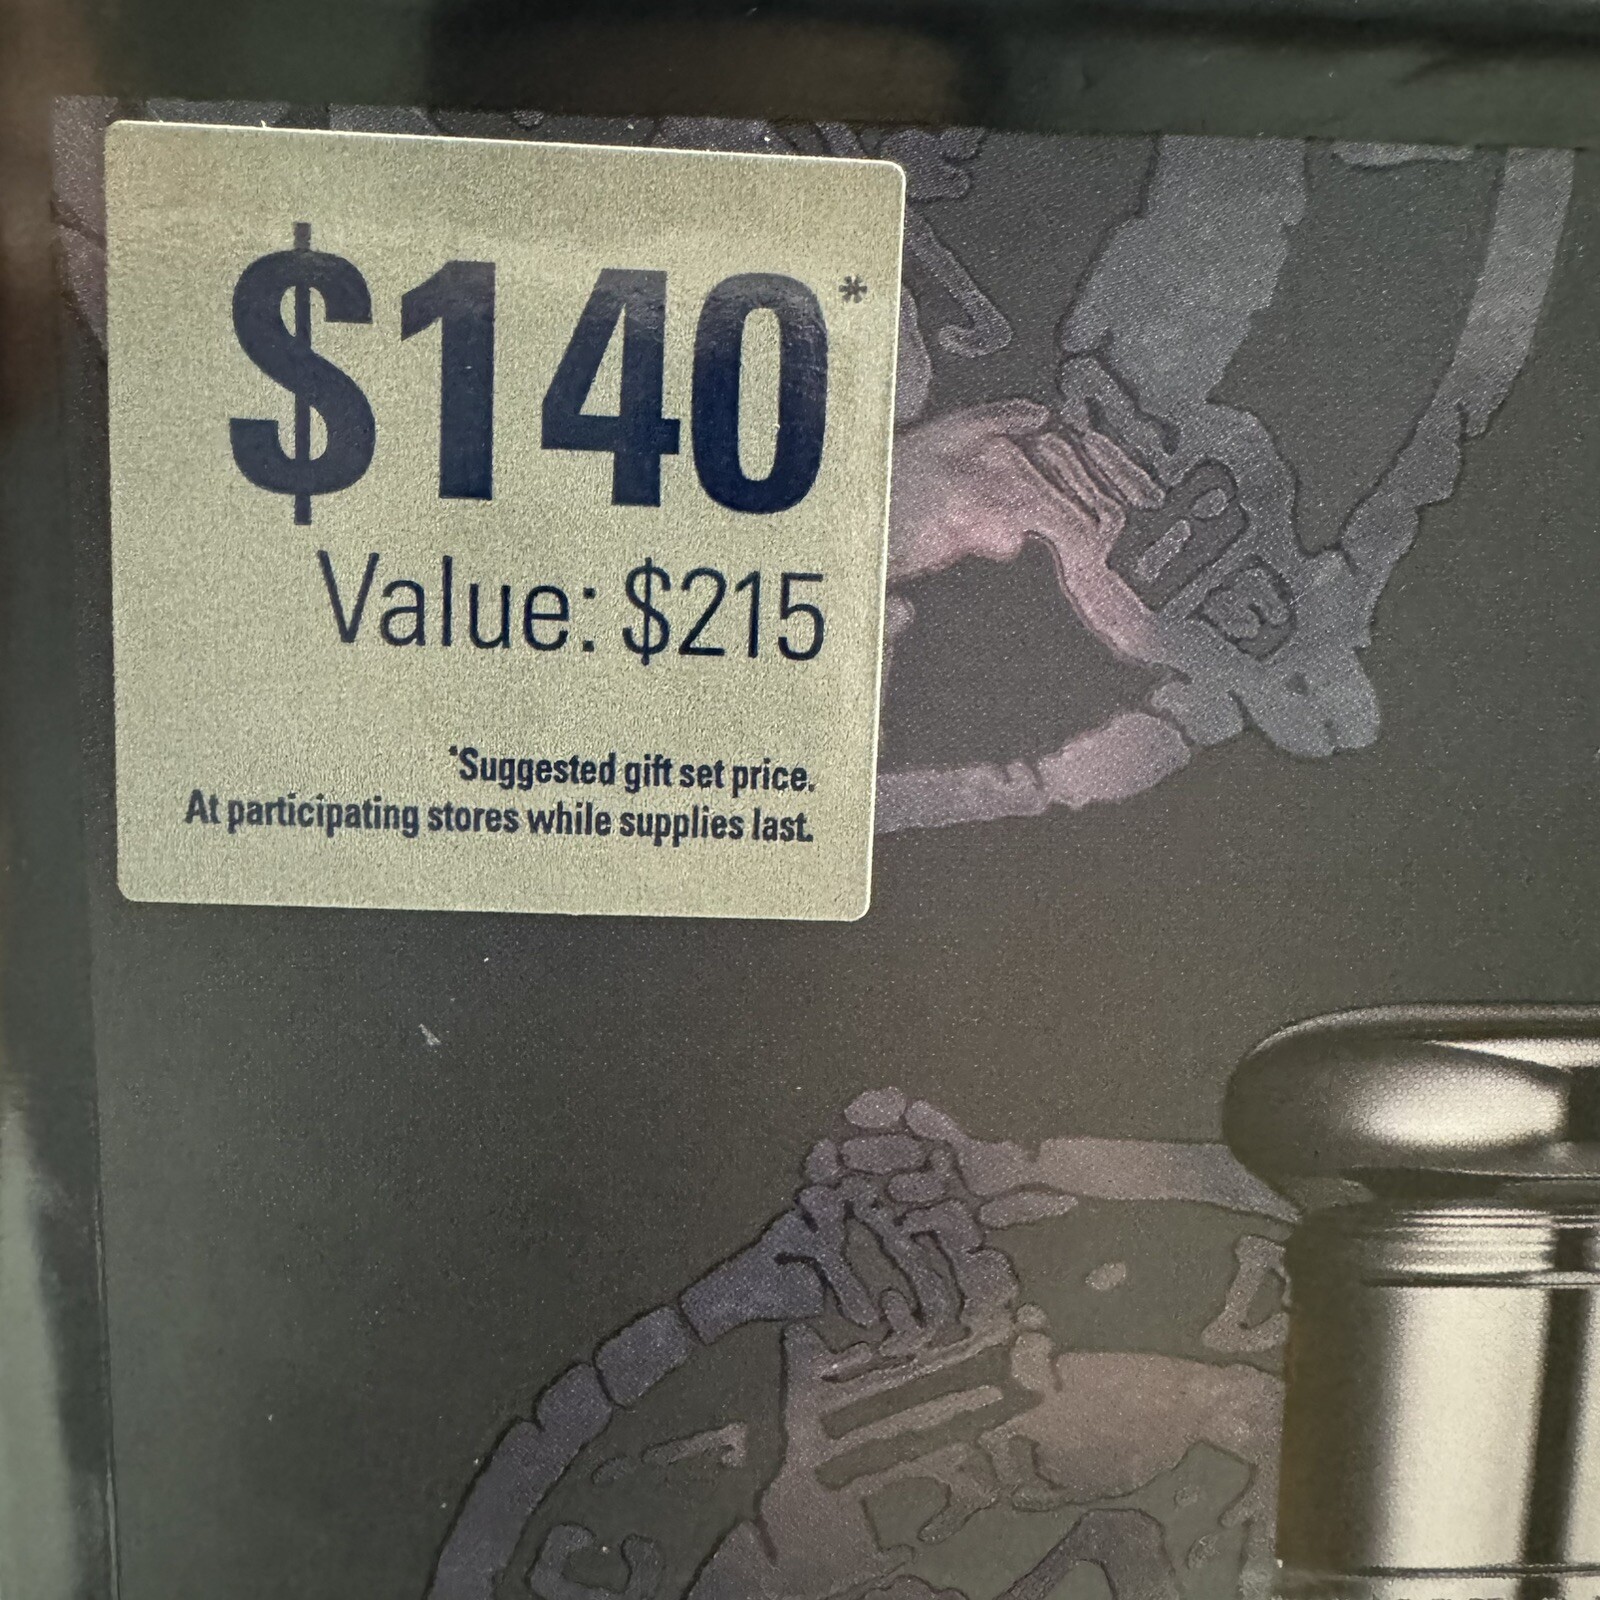 $140*
Value: $215
*Suggested gift set price.
At participating stores while supplies last.